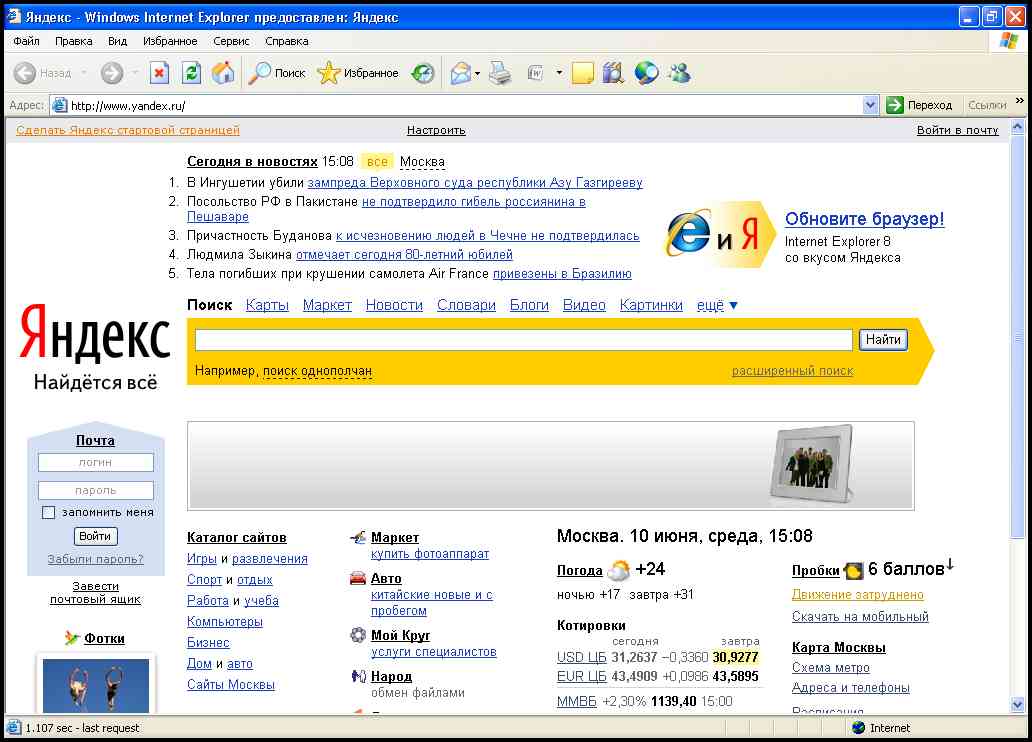 Яндекс - Windows Internet Explorer предоставлен: Яндекс
Файл Правка Вид Избранное Сервис Справка
Назад Поиск Избранное
Адрес: http://www.yandex.ru/ Переход Ссылки »
Сделать Яндекс стартовой страницей Настроить Войти в почту
Сегодня в новостях 15:08 все Москва
1. В Ингушетии убили зампреда Верховного суда республики Азу Газгирееву
2. Посольство РФ в Пакистане не подтвердило гибель россиянина в
Пешаваре
3. Причастность Буданова к исчезновению людей в Чечне не подтвердилась
4. Людмила Зыкина отмечает сегодня 80-летний юбилей
5. Тела погибших при крушении самолета Air France привезены в Бразилию
и Я
Обновите браузер!
Internet Explorer 8
со вкусом Яндекса
Поиск Карты Маркет Новости Словари Блоги Видео Картинки ещё ▼
Яндекс
Найдётся всё
Найти
Например, поиск однополчан расширенный поиск
Почта
логин
пароль
запомнить меня
Войти
Забыли пароль?
Завести
почтовый ящик
Фотки
Каталог сайтов
Игры и развлечения
Спорт и отдых
Работа и учеба
Компьютеры
Бизнес
Дом и авто
Сайты Москвы
Маркет
купить фотоаппарат
Авто
китайские новые и с
пробегом
Мой Круг
услуги специалистов
Народ
обмен файлами
Москва. 10 июня, среда, 15:08
Погода +24
ночью +17 завтра +31
Котировки
сегодня завтра
USD ЦБ 31,2637 −0,3360 30,9277
EUR ЦБ 43,4909 +0,0986 43,5895
ММВБ +2,30% 1139,40 15:00
Пробки 6 баллов↓
Движение затруднено
Скачать на мобильный
Карта Москвы
Схема метро
Адреса и телефоны
Расписания
1.107 sec - last request Internet